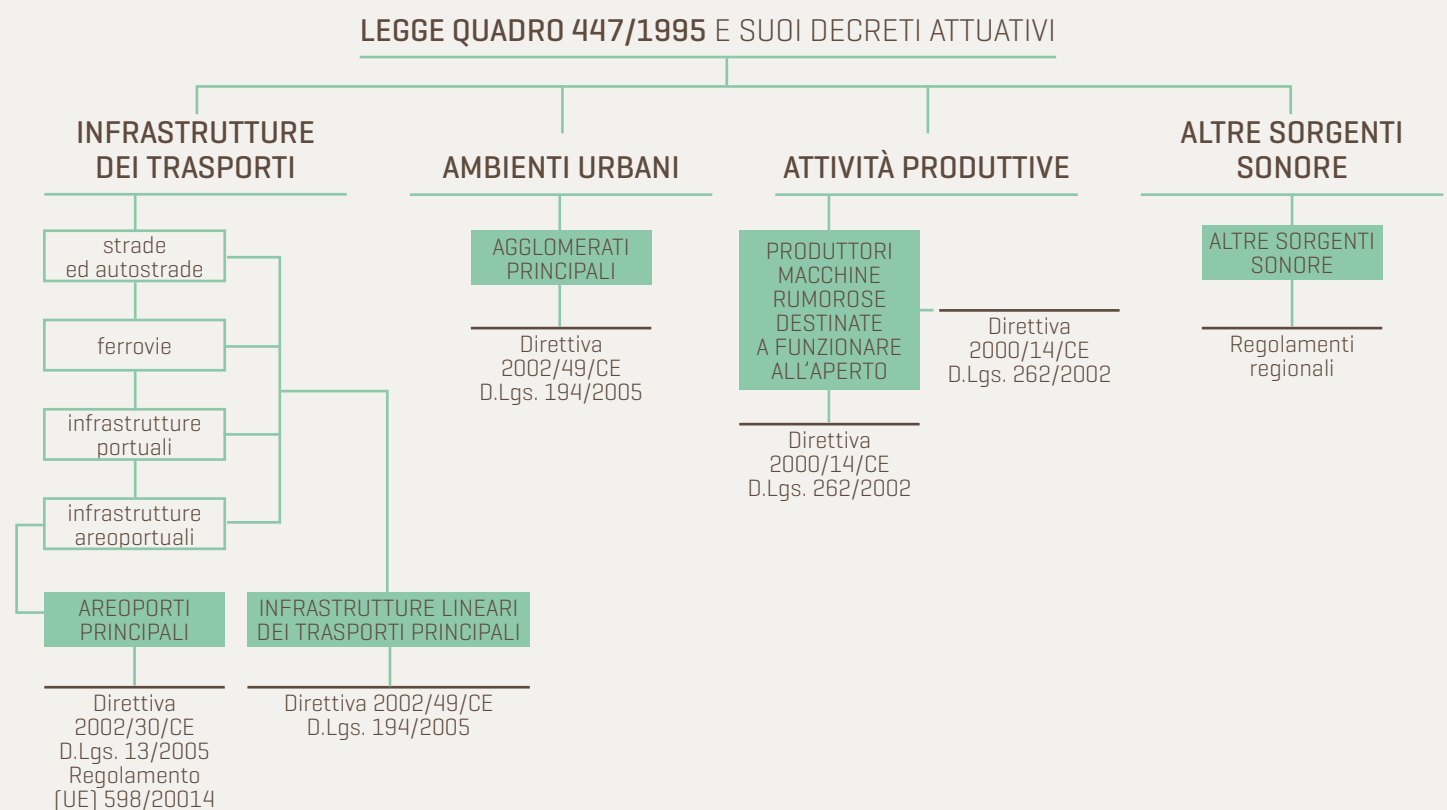 LEGGE QUADRO 447/1995 E SUOI DECRETI ATTUATIVI
INFRASTRUTTURE
DEI TRASPORTI
strade
ed autostrade
ferrovie
infrastrutture
portuali
infrastrutture
areoportuali
AREOPORTI
PRINCIPALI
Direttiva
2002/30/CE
D.Lgs. 13/2005
Regolamento
(UE) 598/20014
INFRASTRUTTURE LINEARI
DEI TRASPORTI PRINCIPALI
Direttiva 2002/49/CE
D.Lgs. 194/2005
AMBIENTI URBANI
AGGLOMERATI
PRINCIPALI
Direttiva
2002/49/CE
D.Lgs. 194/2005
ATTIVITÀ PRODUTTIVE
PRODUTTORI
MACCHINE
RUMOROSE
DESTINATE
A FUNZIONARE
ALL'APERTO
Direttiva
2000/14/CE
D.Lgs. 262/2002
Direttiva
2000/14/CE
D.Lgs. 262/2002
ALTRE SORGENTI
SONORE
ALTRE SORGENTI
SONORE
Regolamenti
regionali